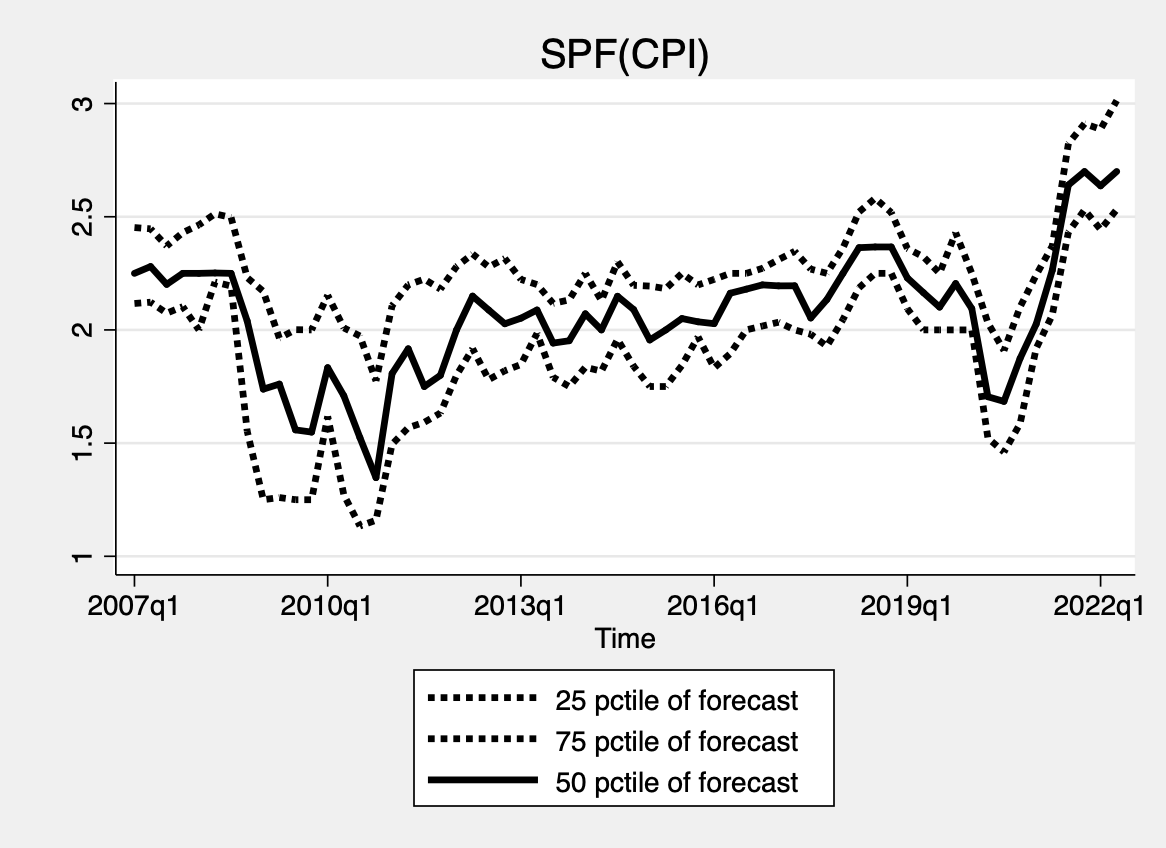 SPF(CPI)
3
2.5
2
1.5
1
2007q1 2010q1 2013q1 2016q1 2019q1 2022q1
Time
25 pctile of forecast
75 pctile of forecast
50 pctile of forecast